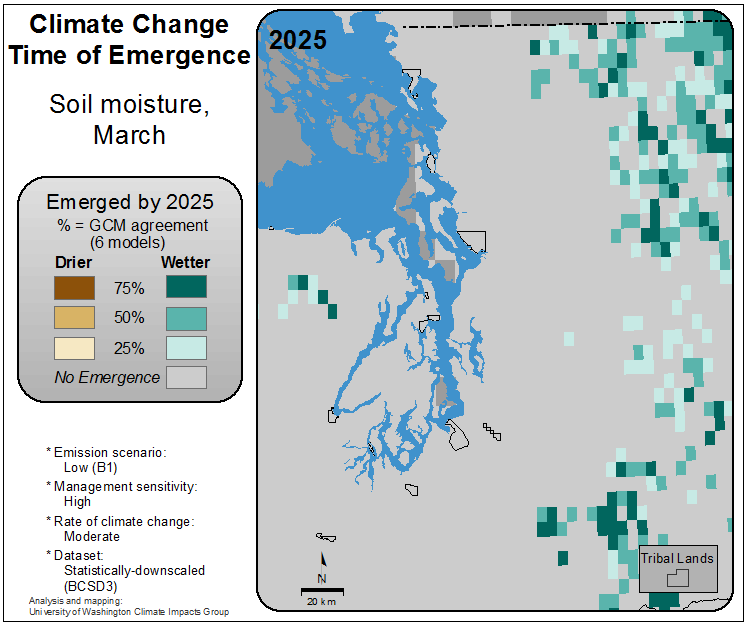 Climate Change
Time of Emergence
Soil moisture,
March
Emerged by 2025
% = GCM agreement
(6 models)
Drier
Wetter
75%
50%
25%
No Emergence
* Emission scenario:
Low (B1)
* Management sensitivity:
High
* Rate of climate change:
Moderate
* Dataset:
Statistically-downscaled
(BCSD3)
Analysis and mapping:
University of Washington Climate Impacts Group
2025
N
20 km
Tribal Lands